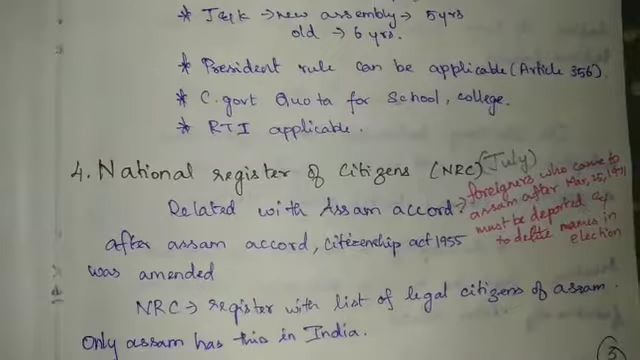 * J&K → new assembly → 5 yrs
old → 6 yrs.
* President rule can be applicable (Article 356)
* C. govt Quota for School, college.
* RTI applicable.
4. National register of Citizens (NRC) (July)
Related with Assam accord →
foreigners who came to
assam after Mar, 25, 1971
must be deported &
to delete names in
election
after assam accord, citizenship act 1955
was amended
NRC → register with list of legal citizens of assam.
Only assam has this in India.
3